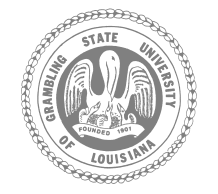 GRAMBLING STATE UNIVERSITY
OF LOUISIANA
FOUNDED 1901